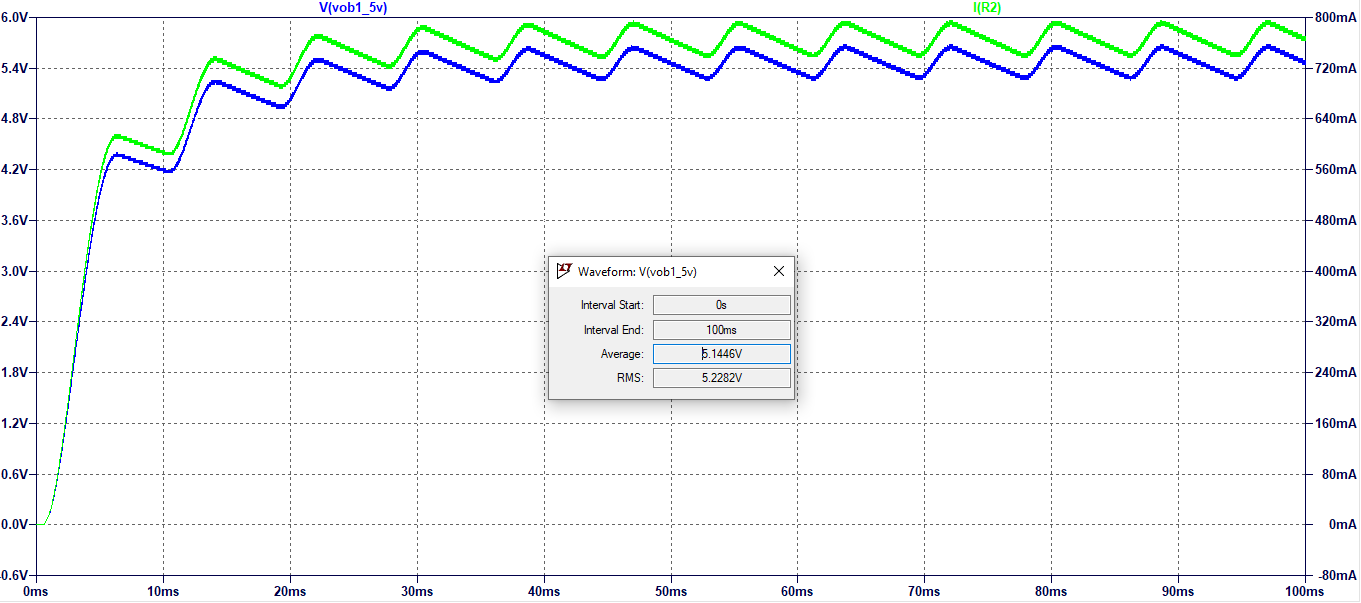 V(vob1_5v) I(R2)
6.0V 800mA
5.4V 720mA
4.8V 640mA
4.2V 560mA
3.6V 480mA
3.0V 400mA
2.4V 320mA
1.8V 240mA
1.2V 160mA
0.6V 80mA
0.0V 0mA
-0.6V -80mA
0ms 10ms 20ms 30ms 40ms 50ms 60ms 70ms 80ms 90ms 100ms
Waveform: V(vob1_5v)
Interval Start: 0s
Interval End: 100ms
Average: 5.1446V
RMS: 5.2282V